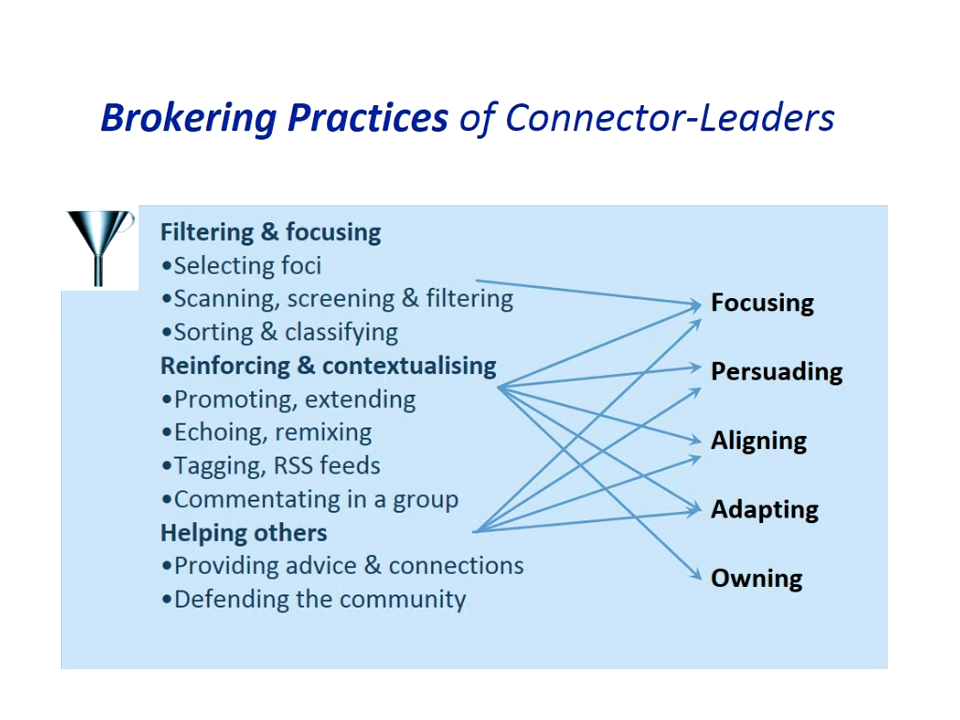 Brokering Practices of Connector-Leaders
Filtering & focusing
•Selecting foci
•Scanning, screening & filtering
•Sorting & classifying
Reinforcing & contextualising
•Promoting, extending
•Echoing, remixing
•Tagging, RSS feeds
•Commentating in a group
Helping others
•Providing advice & connections
•Defending the community
Focusing
Persuading
Aligning
Adapting
Owning